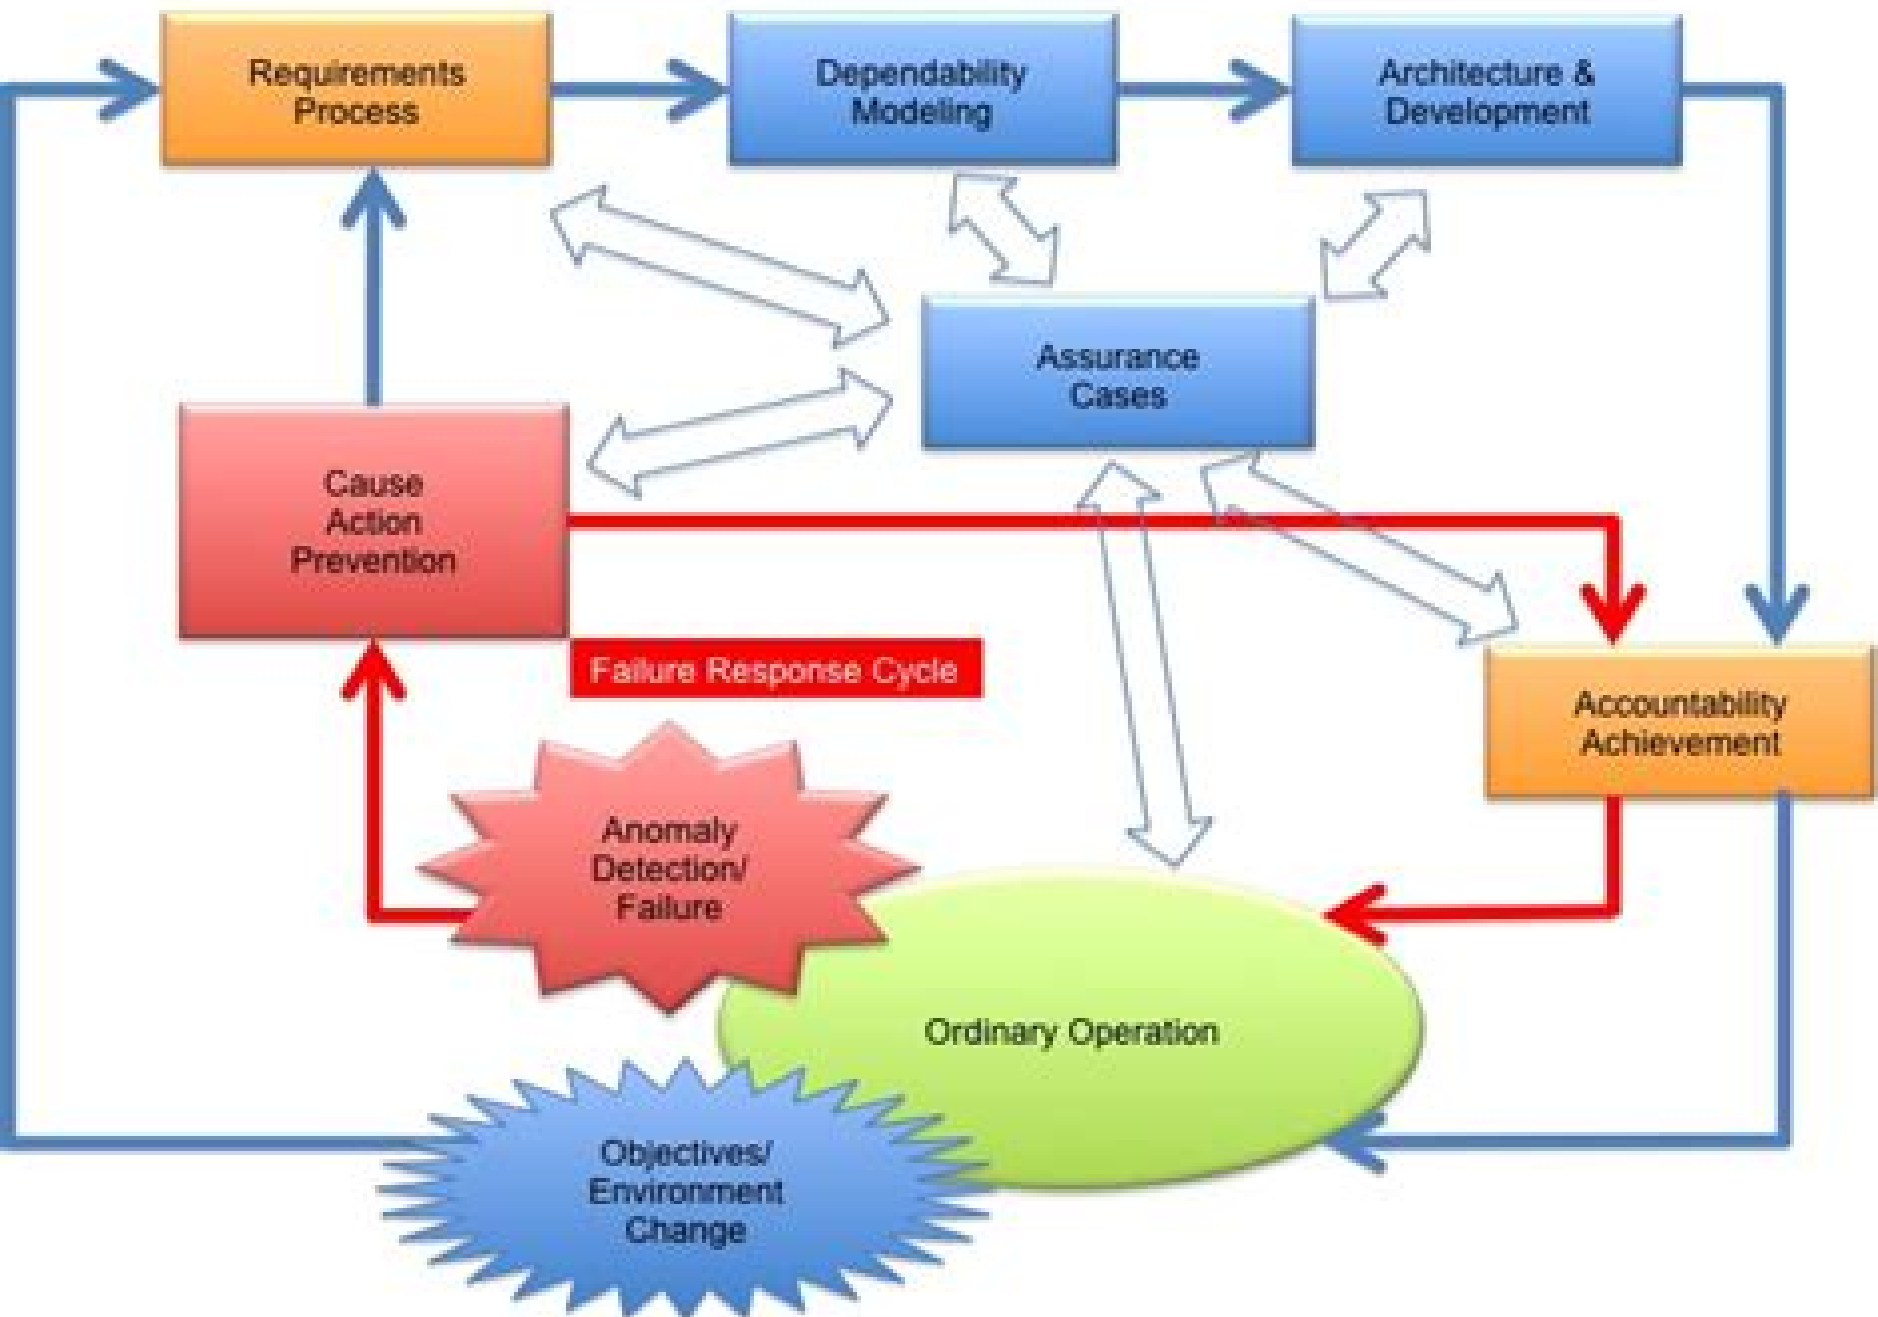 Requirements
Process
Dependability
Modeling
Architecture &
Development
Assurance
Cases
Cause
Action
Prevention
Failure Response Cycle
Accountability
Achievement
Anomaly
Detection/
Failure
Ordinary Operation
Objectives/
Environment
Change